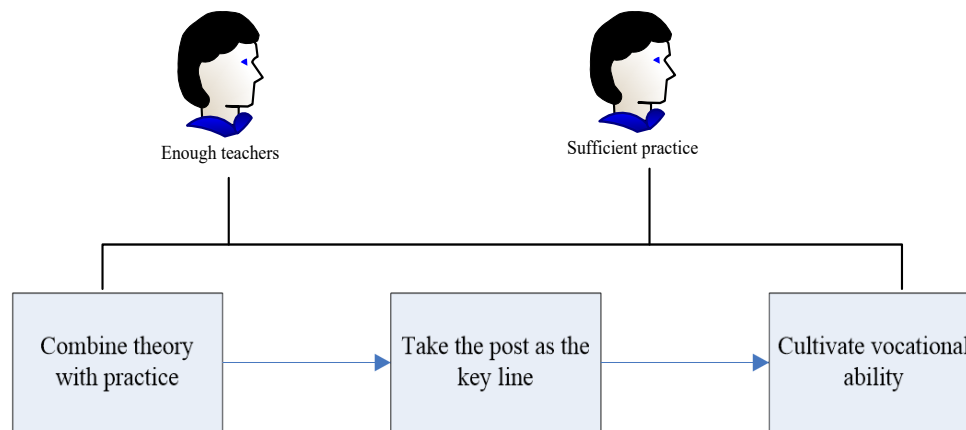 Enough teachers
Sufficient practice
Combine theory
with practice
Take the post as the
key line
Cultivate vocational
ability